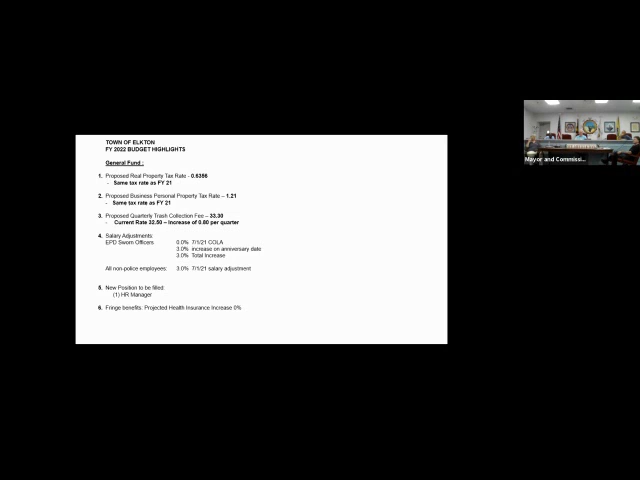 TOWN OF ELKTON
FY 2022 BUDGET HIGHLIGHTS
General Fund :
1. Proposed Real Property Tax Rate - 0.6386
- Same tax rate as FY 21
2. Proposed Business Personal Property Tax Rate – 1.21
- Same tax rate as FY 21
3. Proposed Quarterly Trash Collection Fee – 33.30
- Current Rate 32.50 – Increase of 0.80 per quarter
4. Salary Adjustments:
EPD Sworn Officers 0.0% 7/1/21 COLA
3.0% increase on anniversary date
3.0% Total Increase
All non-police employees: 3.0% 7/1/21 salary adjustment
5. New Position to be filled:
(1) HR Manager
6. Fringe benefits: Projected Health Insurance Increase 0%
Mayor and Commissi...